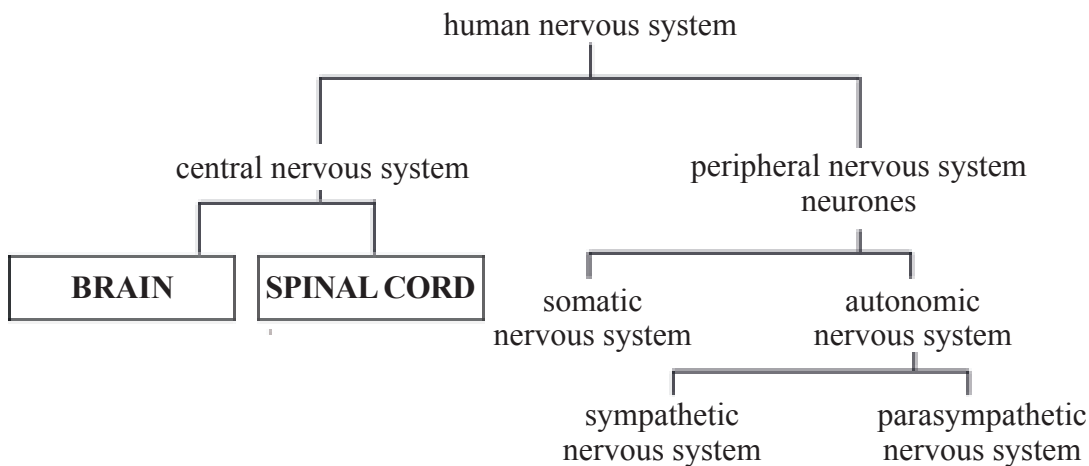 human nervous system
central nervous system
peripheral nervous system
neurones
BRAIN
SPINAL CORD
somatic
nervous system
autonomic
nervous system
sympathetic
nervous system
parasympathetic
nervous system